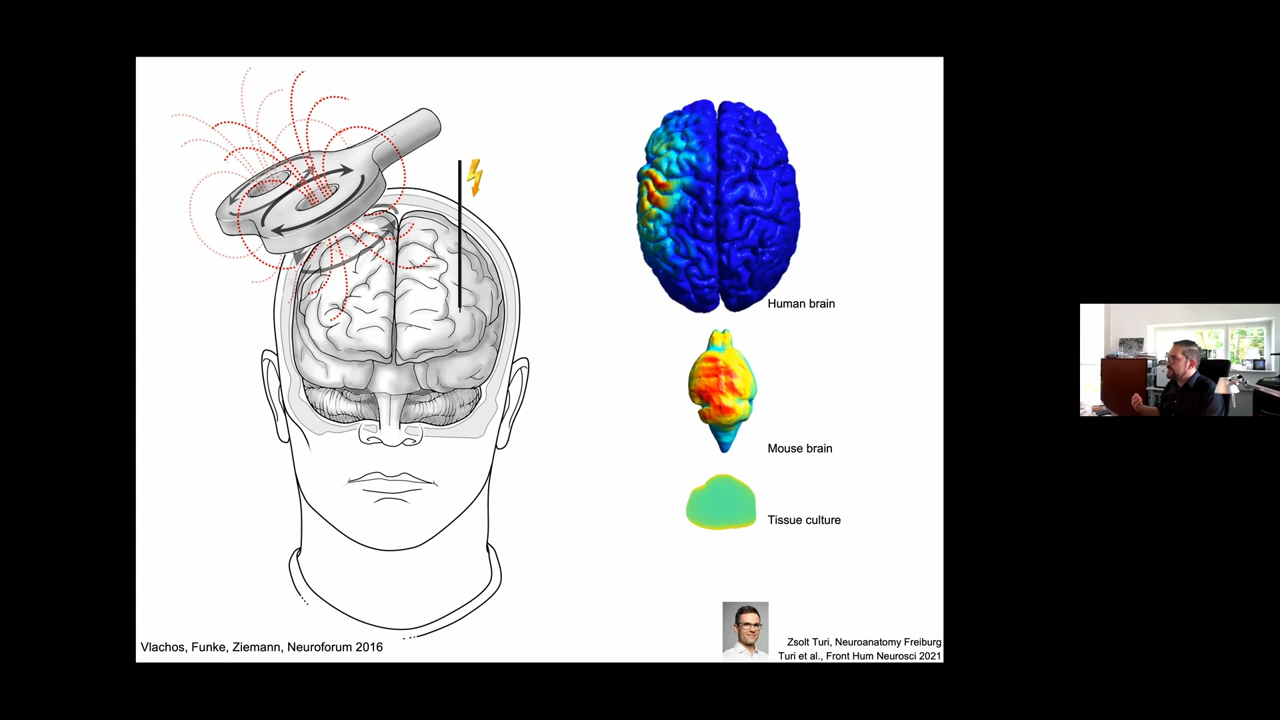 Human brain
Mouse brain
Tissue culture
Vlachos, Funke, Ziemann, Neuroforum 2016
Zsolt Turi, Neuroanatomy Freiburg
Turi et al., Front Hum Neurosci 2021